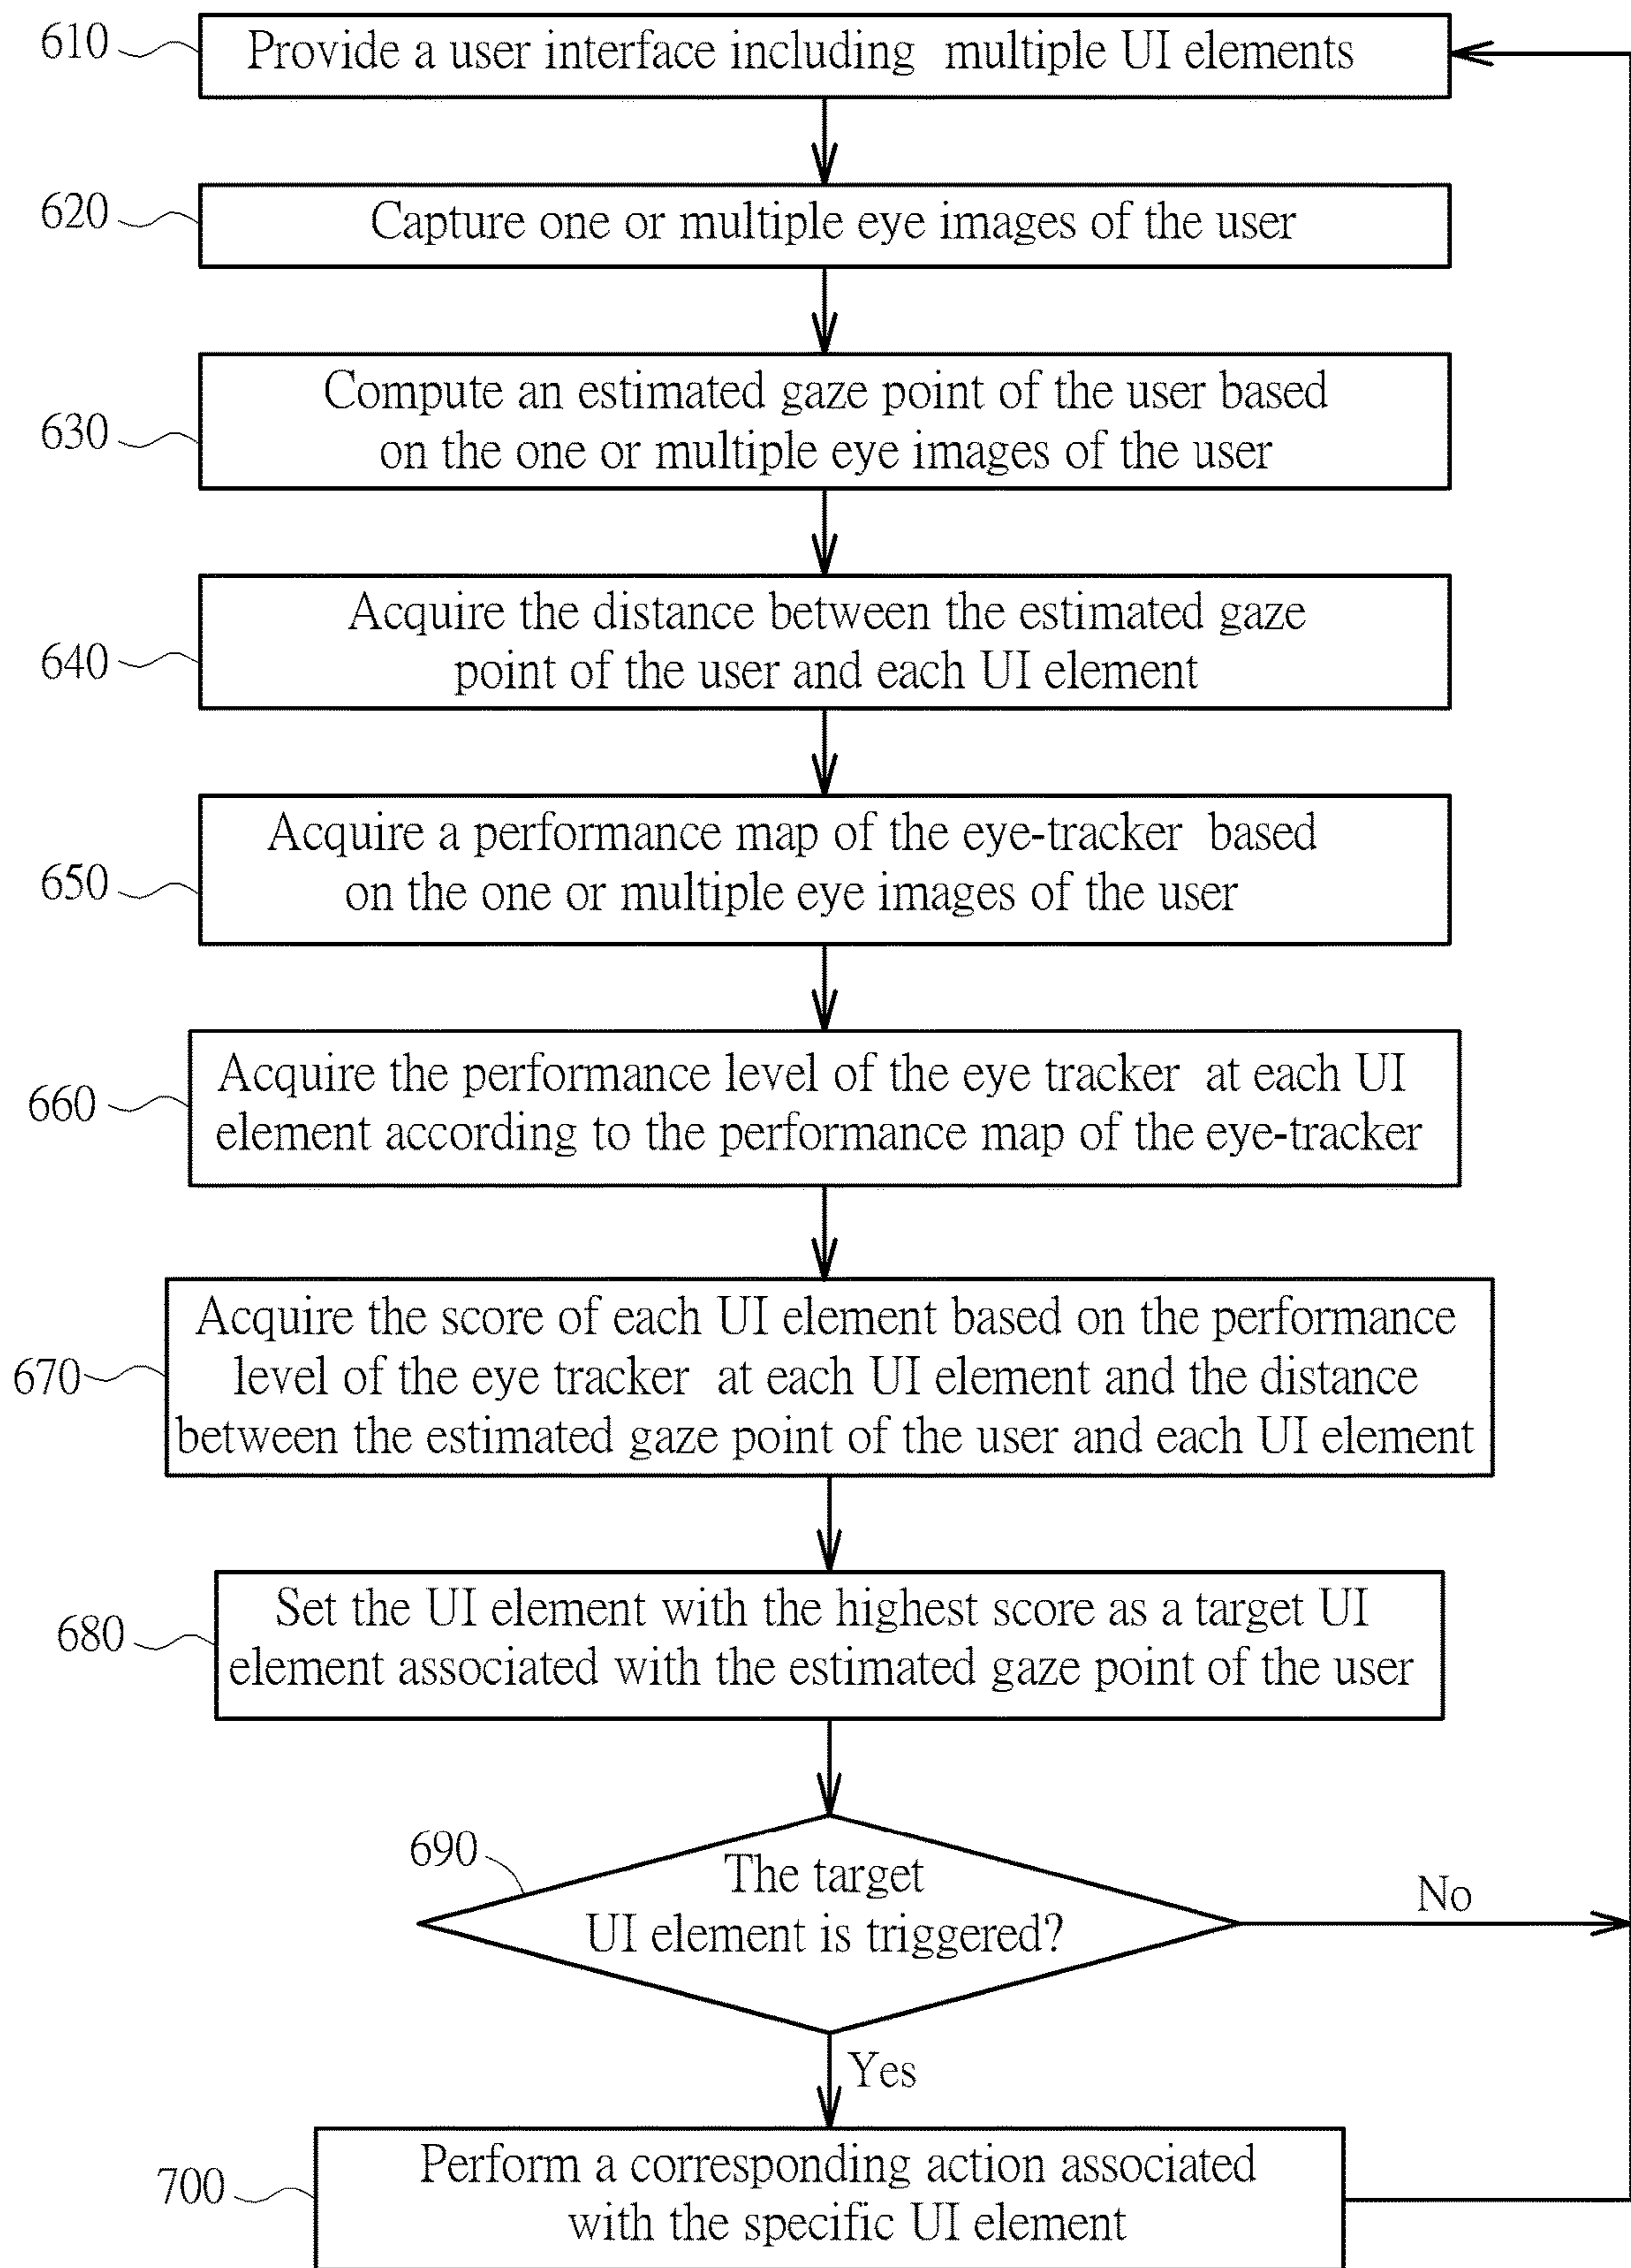 610
Provide a user interface including multiple UI elements
620
Capture one or multiple eye images of the user
630
Compute an estimated gaze point of the user based
on the one or multiple eye images of the user
640
Acquire the distance between the estimated gaze
point of the user and each UI element
650
Acquire a performance map of the eye-tracker based
on the one or multiple eye images of the user
660
Acquire the performance level of the eye tracker at each UI
element according to the performance map of the eye-tracker
670
Acquire the score of each UI element based on the performance
level of the eye tracker at each UI element and the distance
between the estimated gaze point of the user and each UI element
680
Set the UI element with the highest score as a target UI
element associated with the estimated gaze point of the user
690
The target
UI element is triggered?
No
Yes
700
Perform a corresponding action associated
with the specific UI element